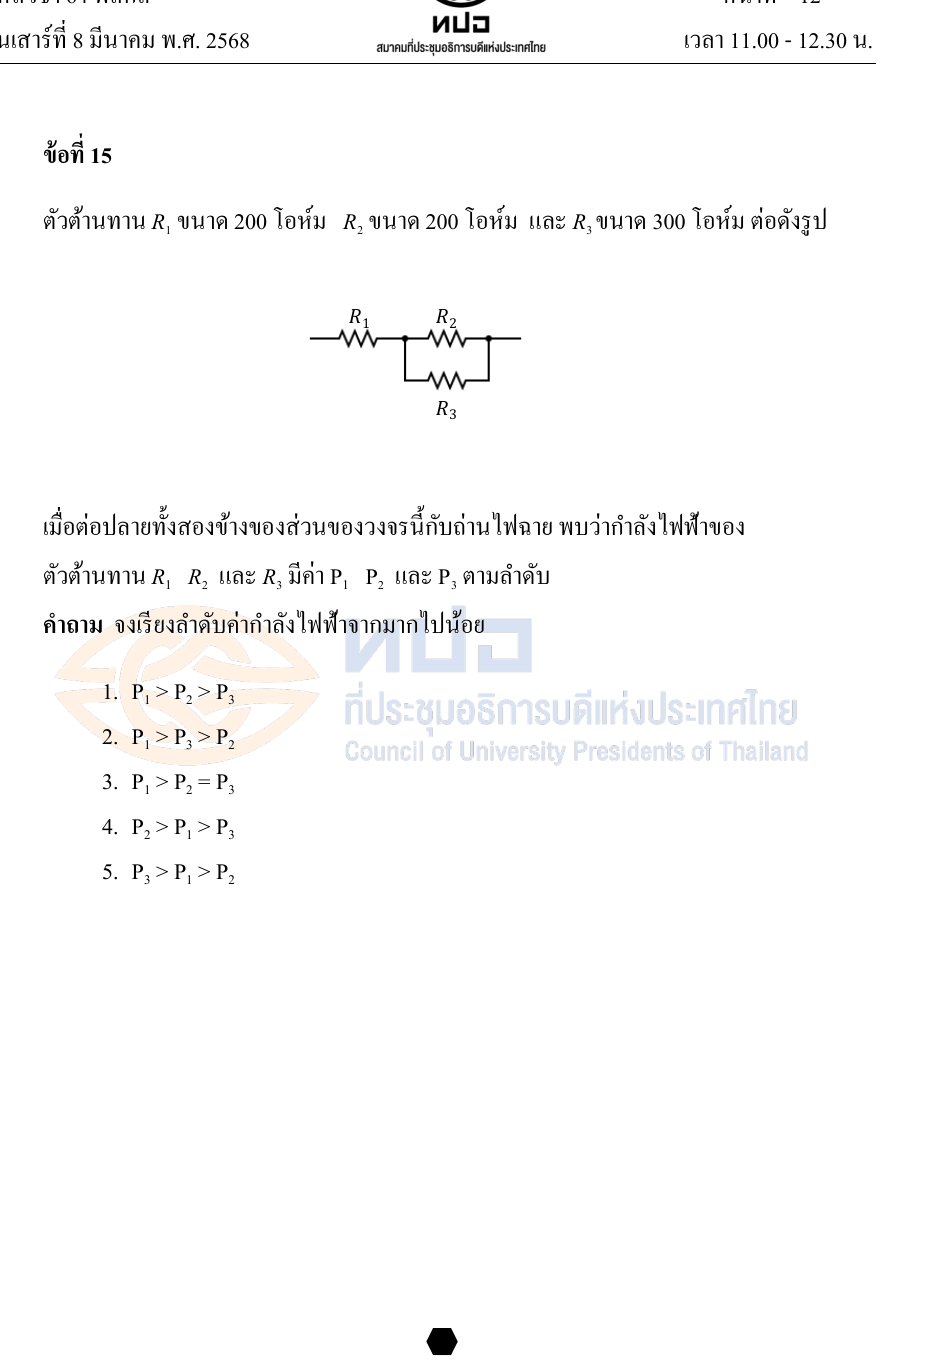 นเสาร์ที่ 8 มีนาคม พ.ศ. 2568
ทปอ
สมาคมที่ประชุมอธิการบดีแห่งประเทศไทย
12
เวลา 11.00 - 12.30 น.
ข้อที่ 15
ตัวต้านทาน R₁ ขนาด 200 โอห์ม R₂ ขนาด 200 โอห์ม และ R₃ ขนาด 300 โอห์ม ต่อดังรูป
R₁ R₂
R₃
เมื่อต่อปลายทั้งสองข้างของส่วนของวงจรนี้กับถ่านไฟฉาย พบว่ากำลังไฟฟ้าของ
ตัวต้านทาน R₁ R₂ และ R₃ มีค่า P₁ P₂ และ P₃ ตามลำดับ
คำถาม จงเรียงลำดับค่ากำลังไฟฟ้าจากมากไปน้อย
1. P₁ > P₂ > P₃
2. P₁ > P₃ > P₂
3. P₁ > P₂ = P₃
4. P₂ > P₁ > P₃
5. P₃ > P₁ > P₂
ทปอ
ที่ประชุมอธิการบดีแห่งประเทศไทย
Council of University Presidents of Thailand